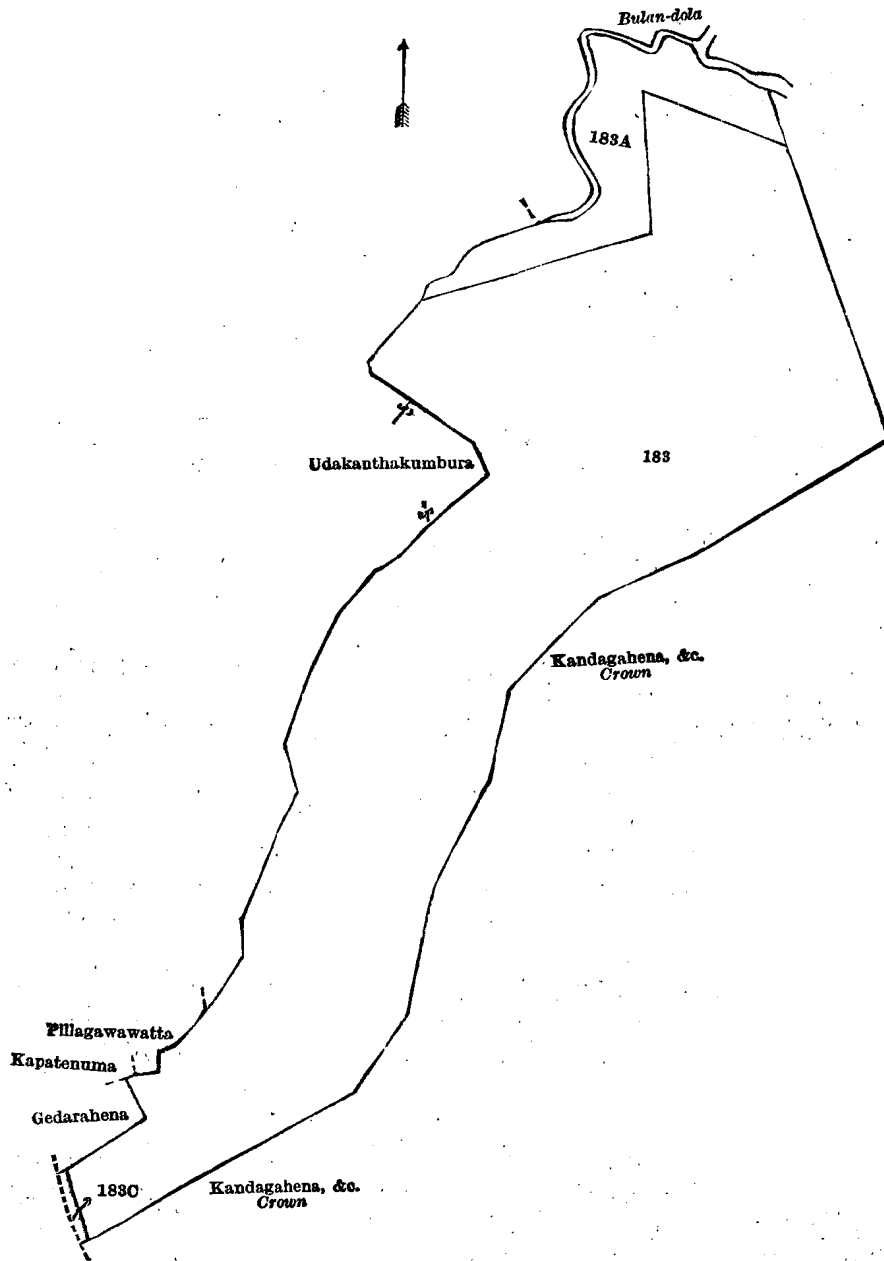 Bulan-dola
183A
Udakanthakumbura
183
Kandagahena, &c.
Crown
Pillagawawatta
Kapatenuma
Gedarahena
183C
Kandagahena, &c.
Crown